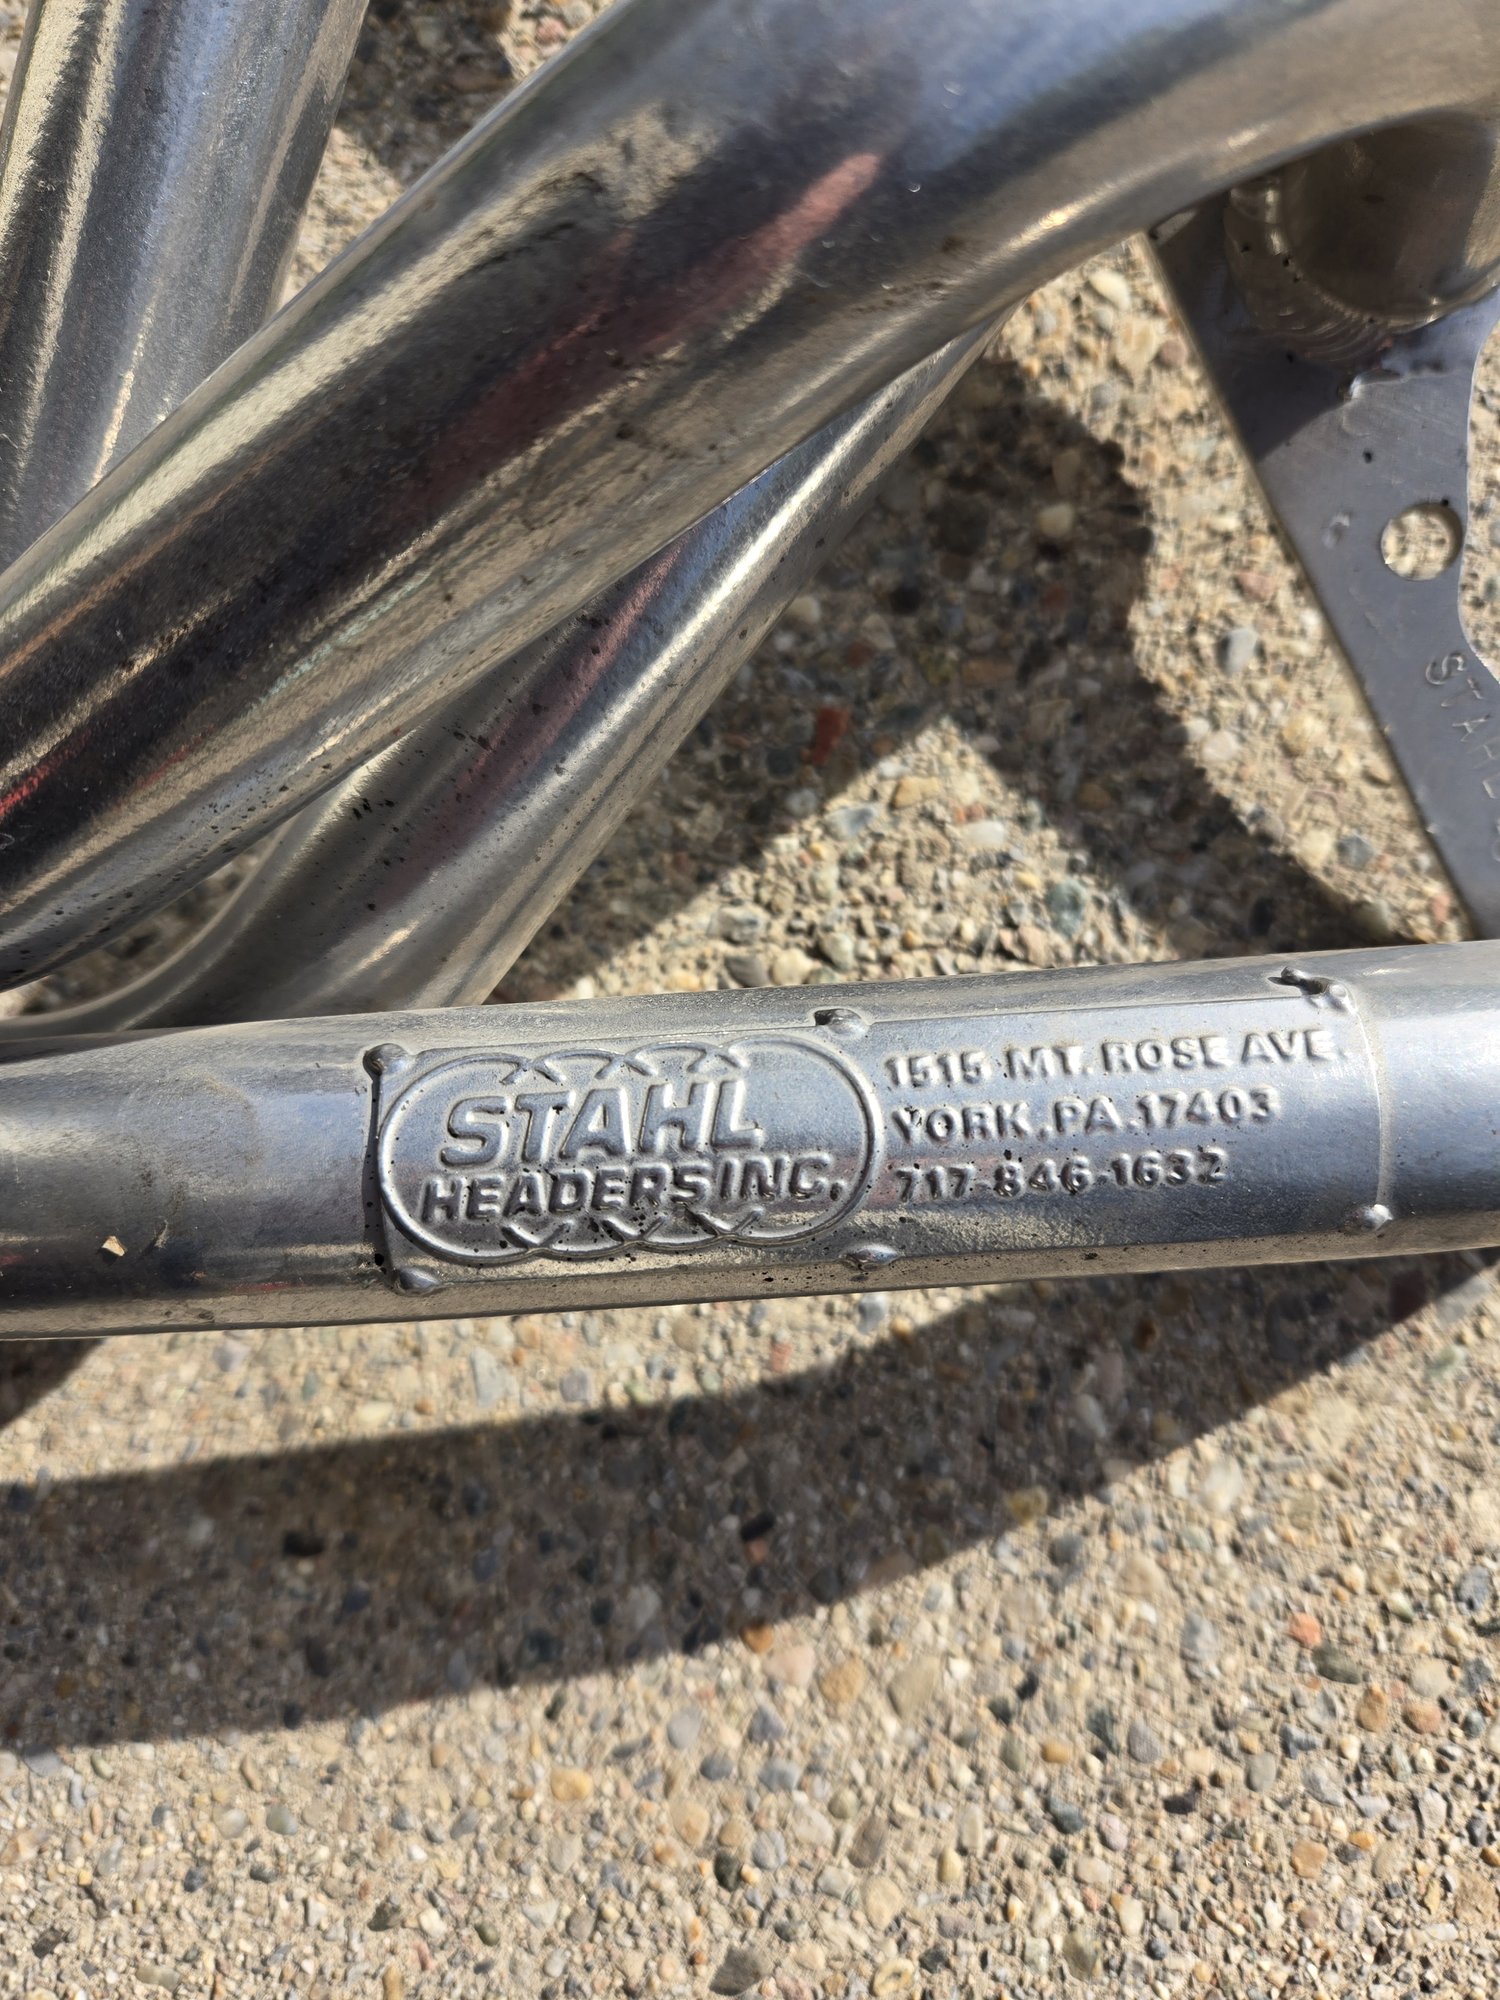 STAHL
STAHL
HEADERS INC.
1515 MT. ROSE AVE.
YORK, PA. 17403
717-846-1632